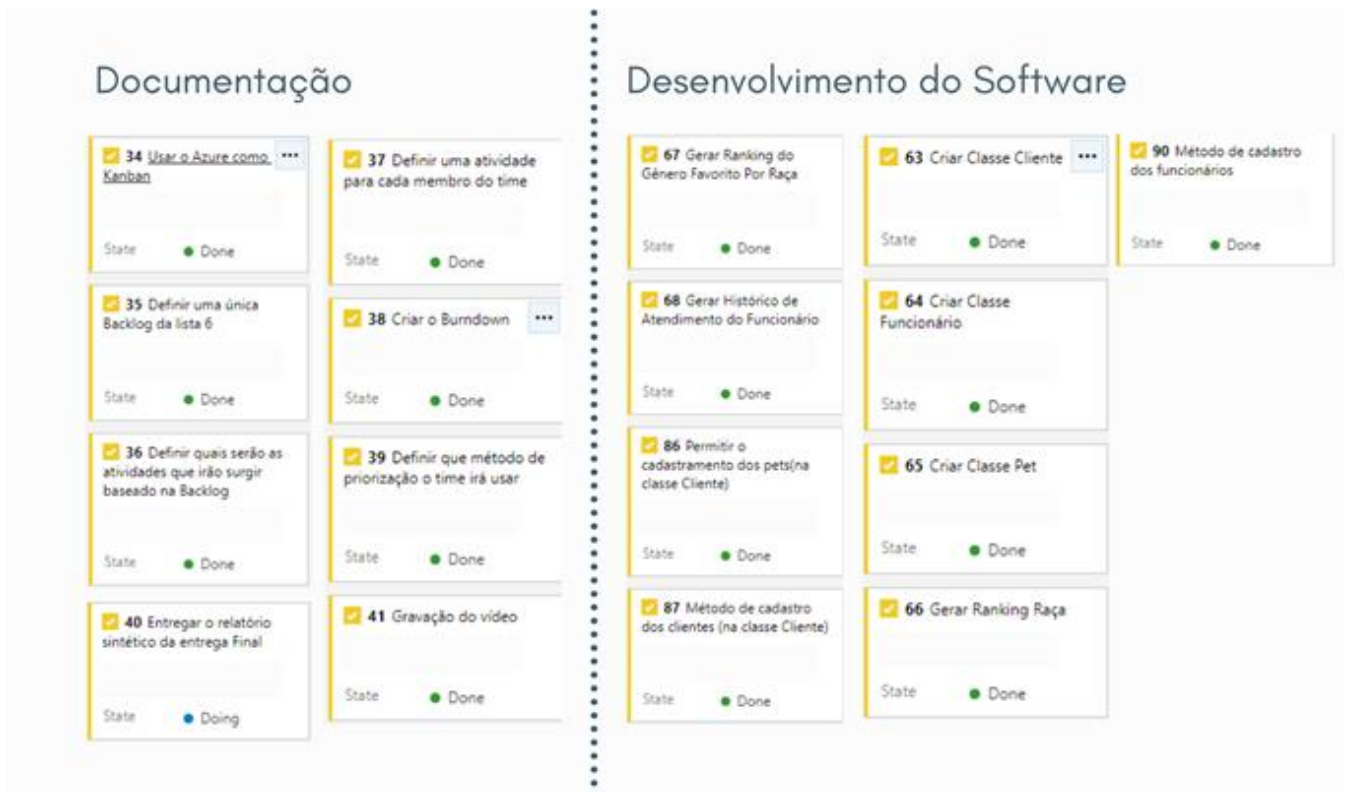 Documentação
34 Usar o Azure como
Kanban
State Done
35 Definir uma única
Backlog da lista 6
State Done
36 Definir quais serão as
atividades que irão surgir
baseado na Backlog
State Done
40 Entregar o relatório
sintético da entrega Final
State Doing
37 Definir uma atividade
para cada membro do time
State Done
38 Criar o Burndown
State Done
39 Definir que método de
priorização o time irá usar
State Done
41 Gravação do vídeo
State Done
Desenvolvimento do Software
67 Gerar Ranking do
Gênero Favorito Por Raça
State Done
68 Gerar Histórico de
Atendimento do Funcionário
State Done
86 Permitir o
cadastramento dos pets(na
classe Cliente)
State Done
87 Método de cadastro
dos clientes (na classe Cliente)
State Done
63 Criar Classe Cliente
State Done
64 Criar Classe
Funcionário
State Done
65 Criar Classe Pet
State Done
66 Gerar Ranking Raça
State Done
90 Método de cadastro
dos funcionários
State Done